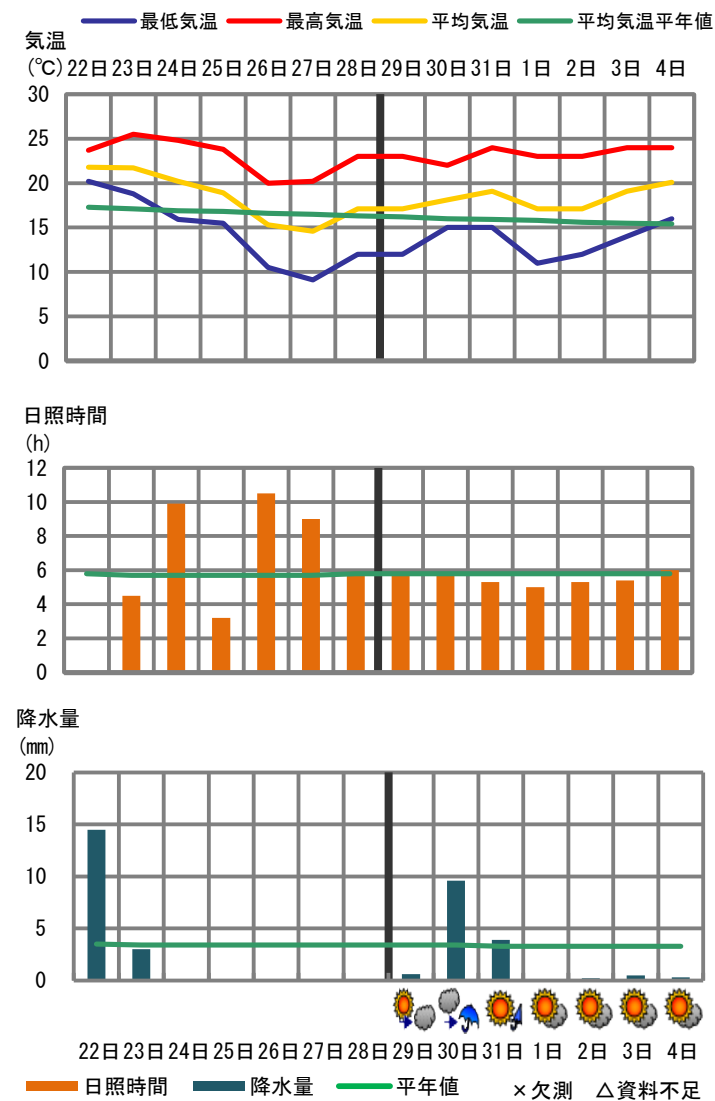 最低気温 最高気温 平均気温 平均気温平年値
気温
(℃) 22日 23日 24日 25日 26日 27日 28日 29日 30日 31日 1日 2日 3日 4日
30
25
20
15
10
5
0
日照時間
(h)
12
10
8
6
4
2
0
降水量
(㎜)
20
15
10
5
0
22日 23日 24日 25日 26日 27日 28日 29日 30日 31日 1日 2日 3日 4日
日照時間 降水量 平年値 ×欠測 △資料不足